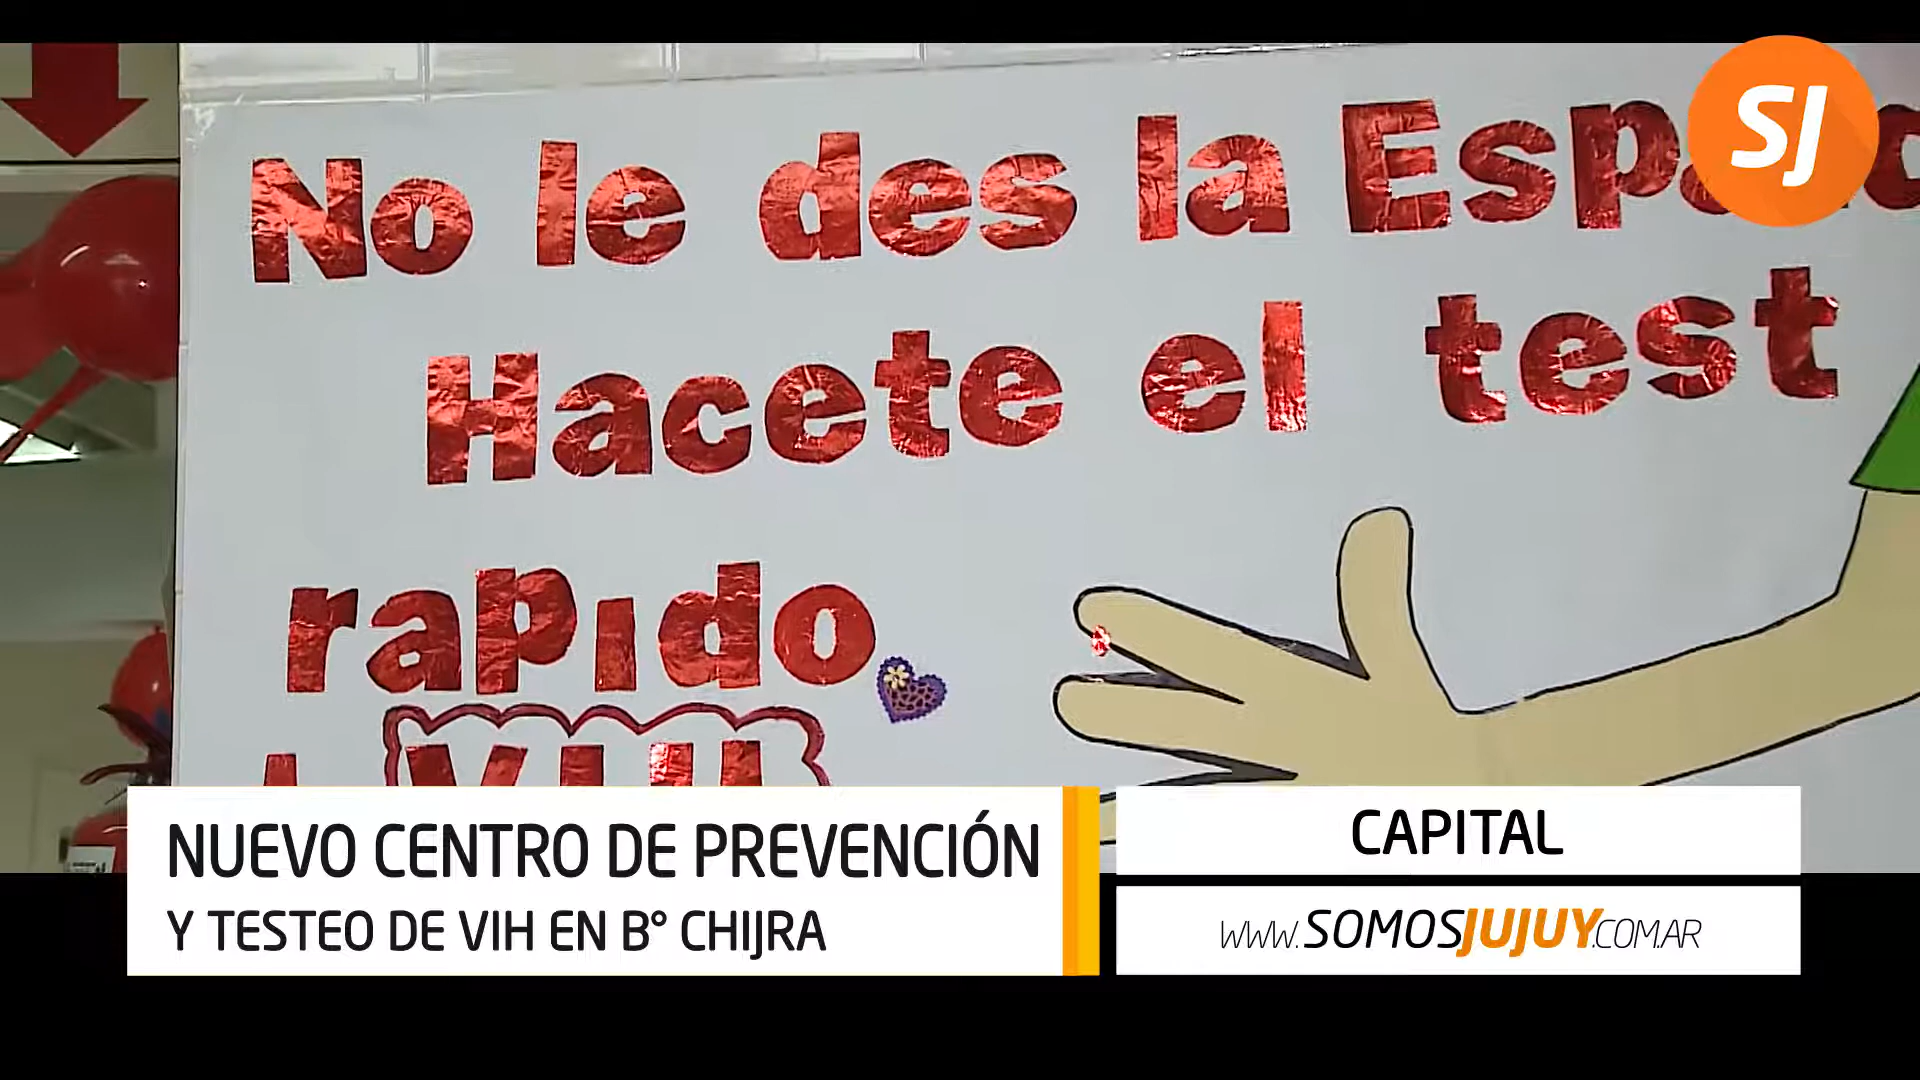 SJ
No le des la
Hacete el test
rapido
VIH
NUEVO CENTRO DE PREVENCIÓN
Y TESTEO DE VIH EN B° CHIJRA
CAPITAL
WWW.SOMOSJUJUY.COM.AR